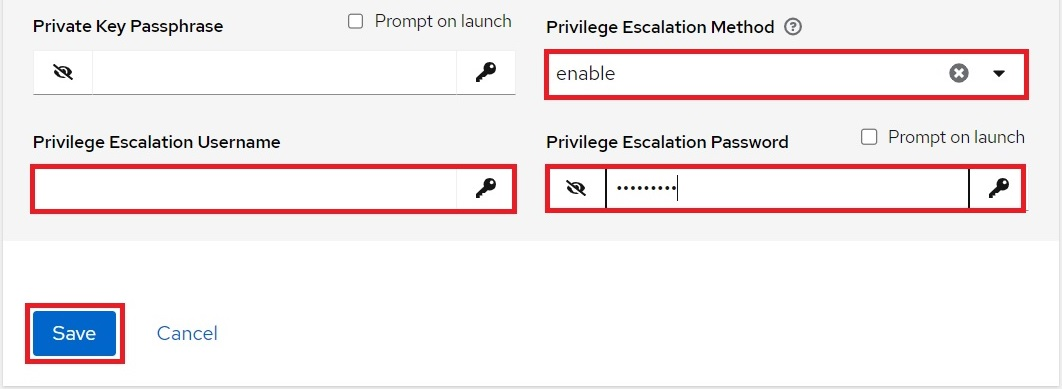 Private Key Passphrase
Prompt on launch
Privilege Escalation Method
enable
Privilege Escalation Username
Privilege Escalation Password
Prompt on launch
•••••••••
Save
Cancel